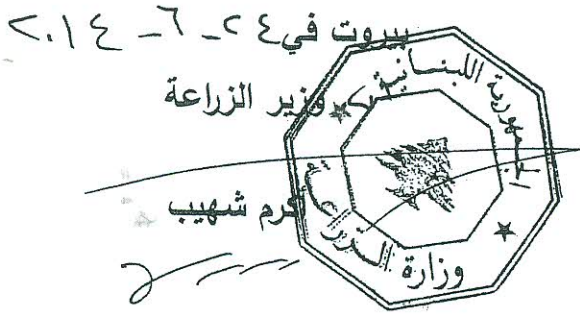 بيروت في ٢٤ - ٦ - ٢٠١٤
وزير الزراعة
أكرم شهيب
الجمهورية اللبنانية
وزارة الزراعة